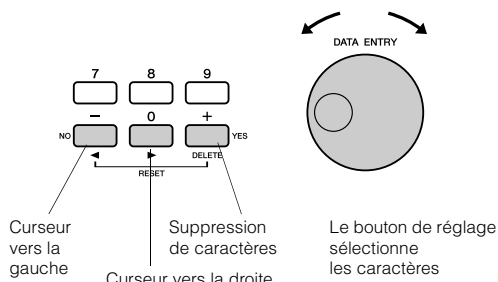 DATA ENTRY
7 8 9
− 0 +
NO YES
◄ ► DELETE
RESET
Curseur
vers la
gauche
Suppression
de caractères
Curseur vers la droite
Le bouton de réglage
sélectionne
les caractères